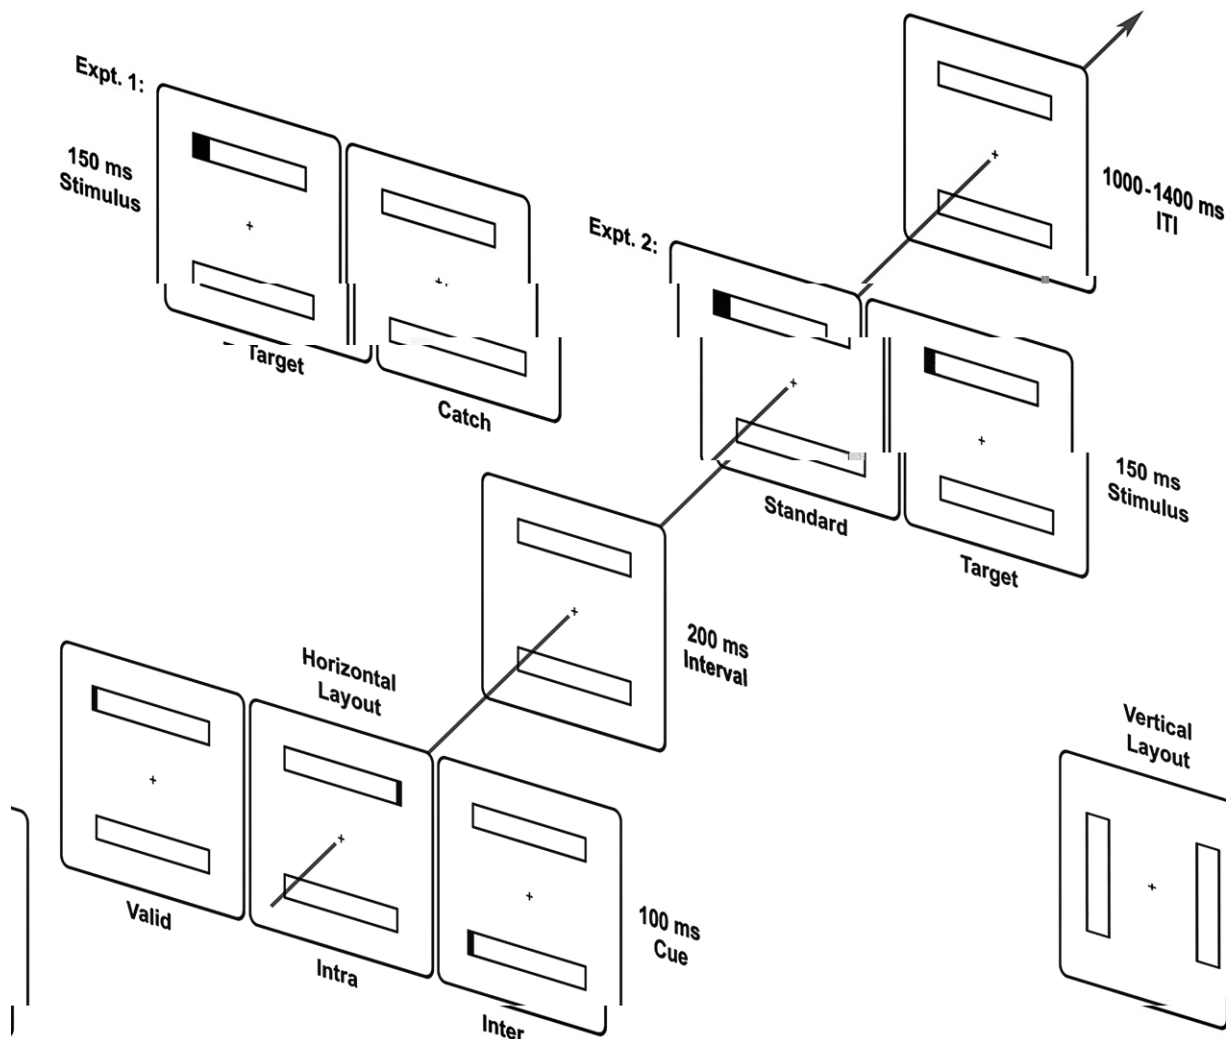 Expt. 1:
150 ms
Stimulus
Target
Catch
1000-1400 ms
ITI
Expt. 2:
Standard
Target
150 ms
Stimulus
200 ms
Interval
Horizontal
Layout
Valid
Intra
Inter
100 ms
Cue
Vertical
Layout